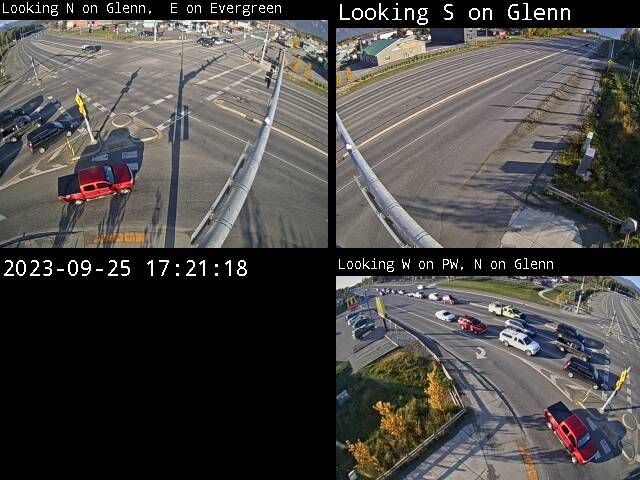 Looking N on Glenn,  E on Evergreen
Looking S on Glenn
2023-09-25 17:21:18
Looking W on PW, N on Glenn